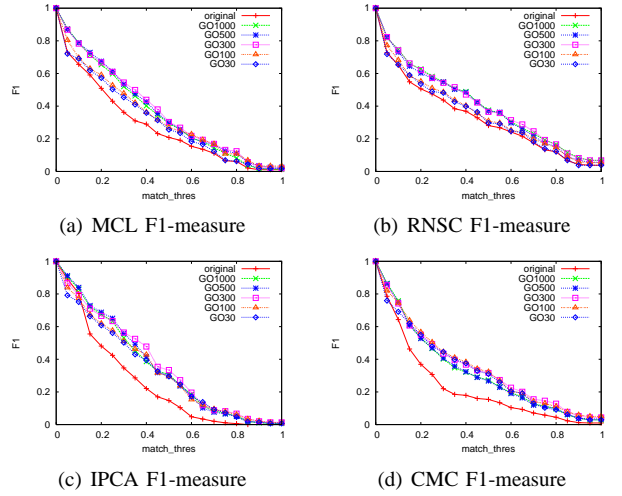 original
GO1000
GO500
GO300
GO100
GO30
F1
1
0.8
0.6
0.4
0.2
0
0 0.2 0.4 0.6 0.8 1
match_thres
(a) MCL F1-measure
original
GO1000
GO500
GO300
GO100
GO30
F1
1
0.8
0.6
0.4
0.2
0
0 0.2 0.4 0.6 0.8 1
match_thres
(b) RNSC F1-measure
original
GO1000
GO500
GO300
GO100
GO30
F1
1
0.8
0.6
0.4
0.2
0
0 0.2 0.4 0.6 0.8 1
match_thres
(c) IPCA F1-measure
original
GO1000
GO500
GO300
GO100
GO30
F1
1
0.8
0.6
0.4
0.2
0
0 0.2 0.4 0.6 0.8 1
match_thres
(d) CMC F1-measure